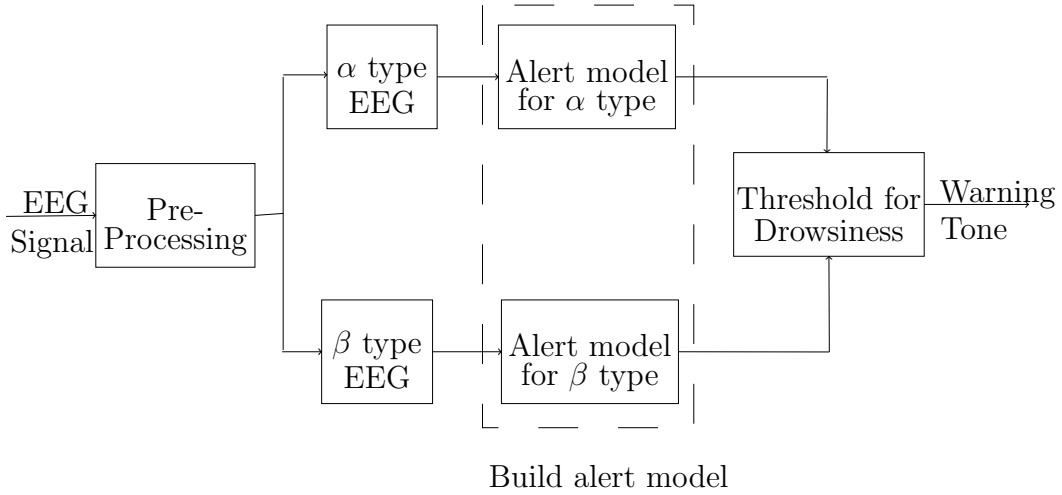 EEG
Signal
Pre-
Processing
α type
EEG
Alert model
for α type
β type
EEG
Alert model
for β type
Threshold for
Drowsiness
Warning
Tone
Build alert model